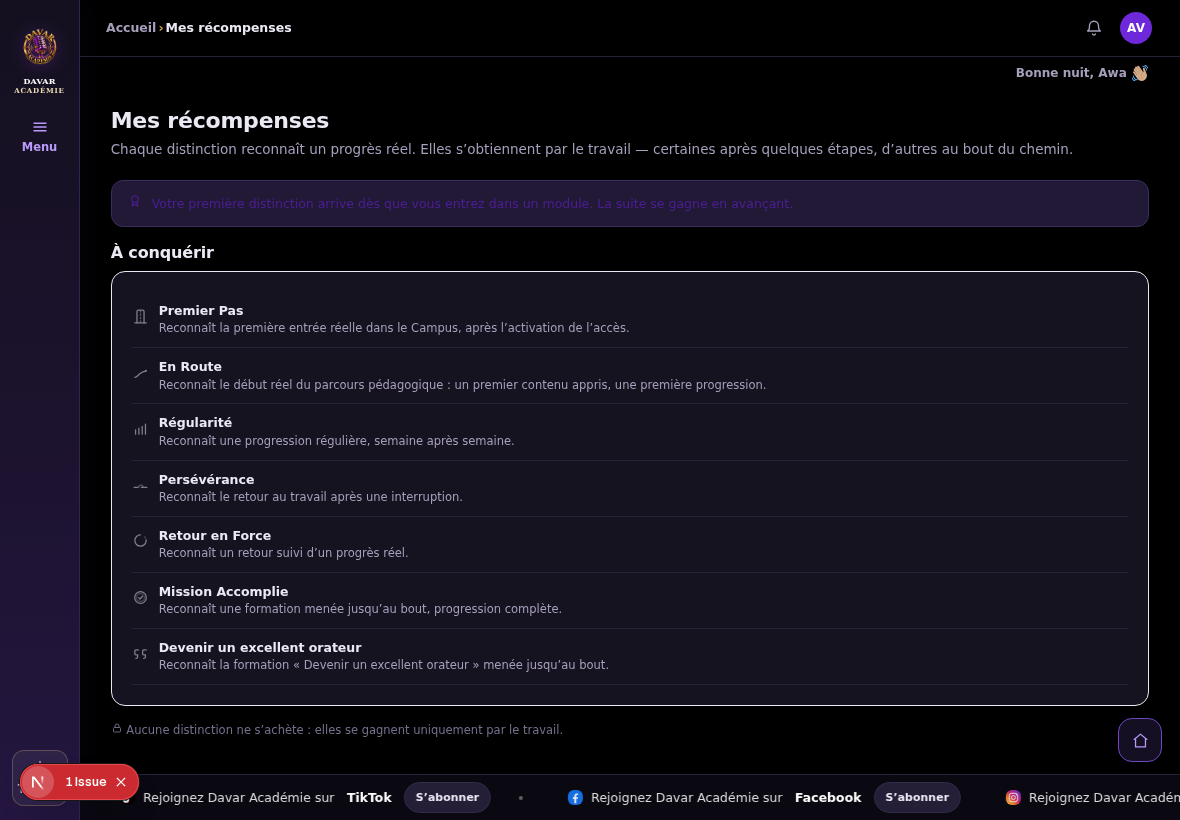 DAVAR
ACADÉMIE
Menu
Accueil › Mes récompenses
AV
Bonne nuit, Awa 👋🏽
Mes récompenses
Chaque distinction reconnaît un progrès réel. Elles s’obtiennent par le travail — certaines après quelques étapes, d’autres au bout du chemin.
Votre première distinction arrive dès que vous entrez dans un module. La suite se gagne en avançant.
À conquérir
Premier Pas
Reconnaît la première entrée réelle dans le Campus, après l’activation de l’accès.
En Route
Reconnaît le début réel du parcours pédagogique : un premier contenu appris, une première progression.
Régularité
Reconnaît une progression régulière, semaine après semaine.
Persévérance
Reconnaît le retour au travail après une interruption.
Retour en Force
Reconnaît un retour suivi d’un progrès réel.
Mission Accomplie
Reconnaît une formation menée jusqu’au bout, progression complète.
Devenir un excellent orateur
Reconnaît la formation « Devenir un excellent orateur » menée jusqu’au bout.
Aucune distinction ne s’achète : elles se gagnent uniquement par le travail.
N 1 Issue
Rejoignez Davar Académie sur TikTok S’abonner • Rejoignez Davar Académie sur Facebook S’abonner Rejoignez Davar Académ